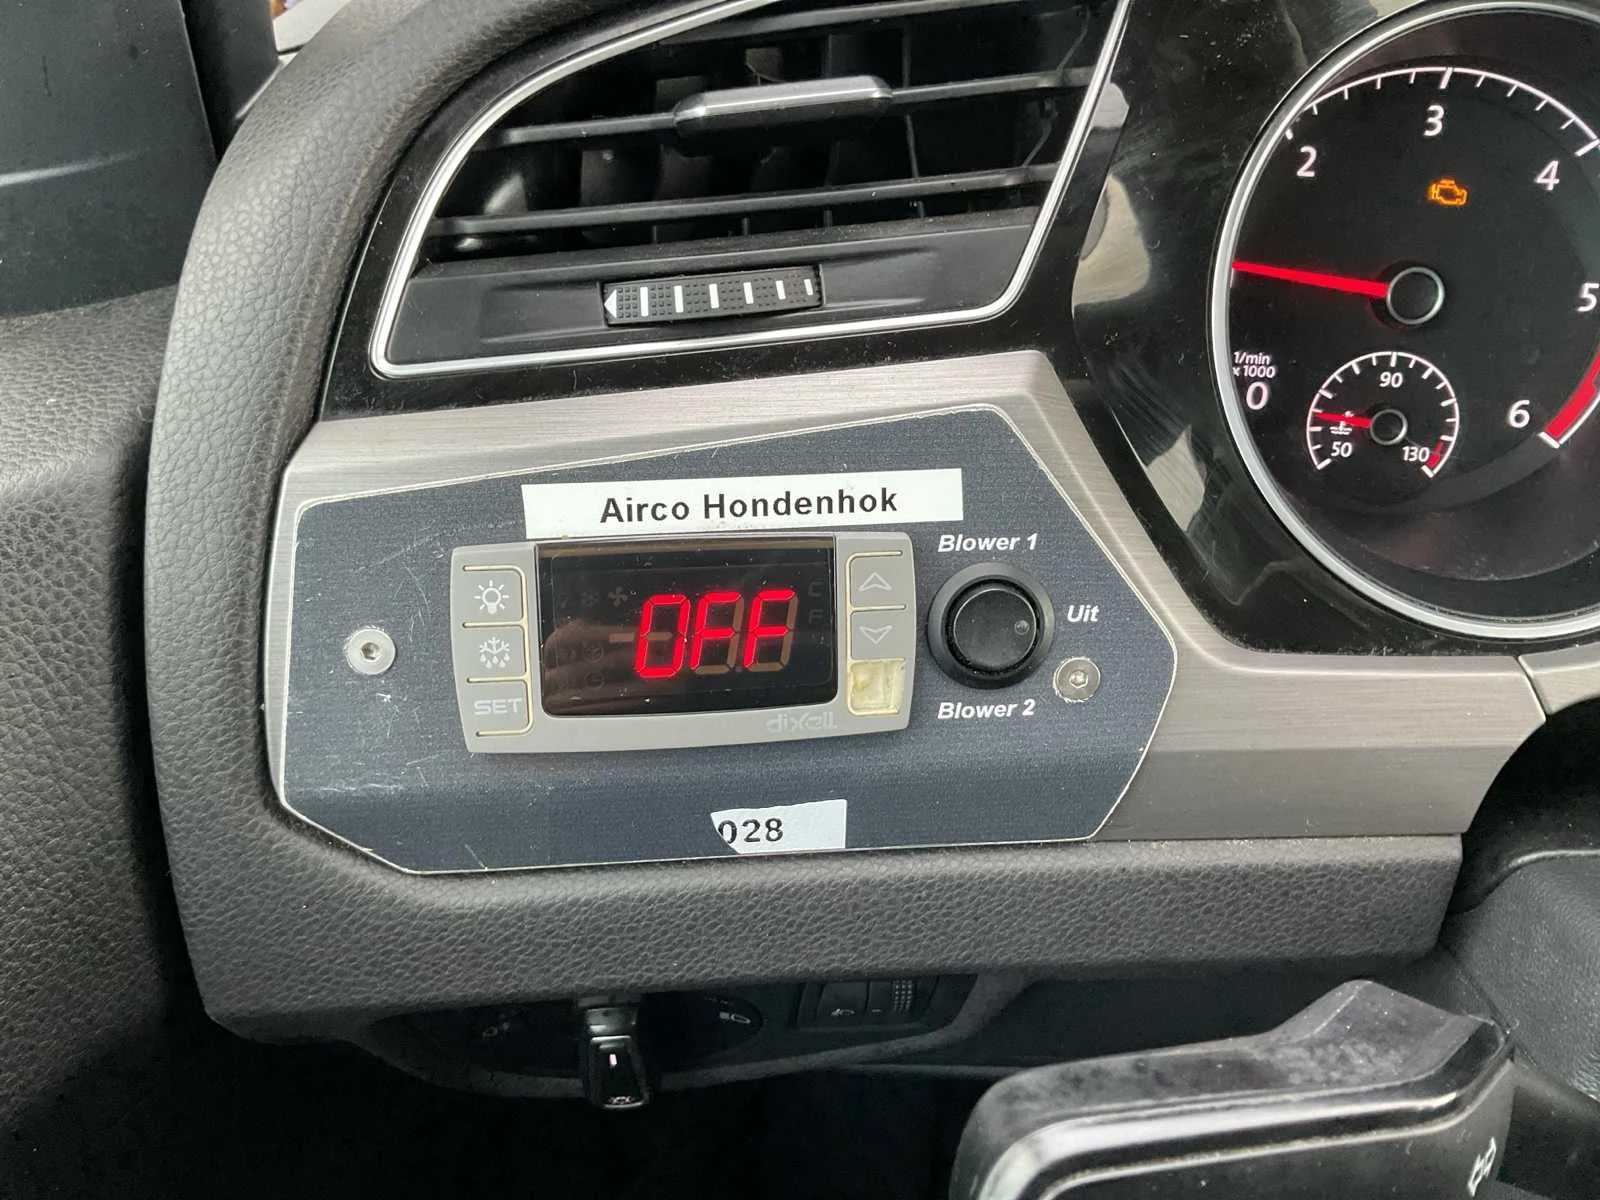 2
3
4
5
6
1/min
x 1000
0
90
50
130
Airco Hondenhok
Blower 1
OFF
Uit
SET
dixell
Blower 2
028